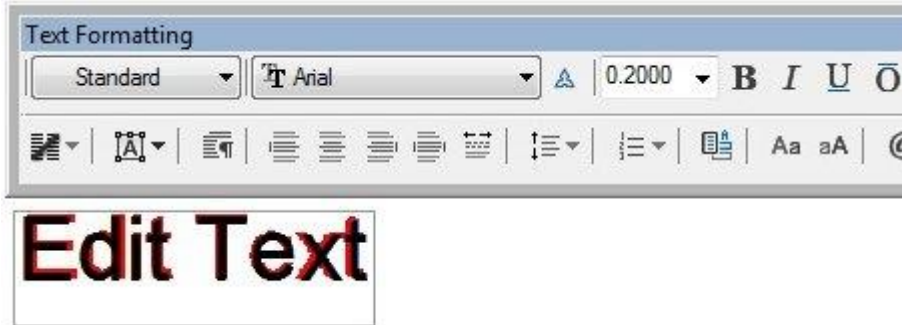 Text Formatting
Standard Arial 0.2000 B I U O
A Aa aA @
Edit Text